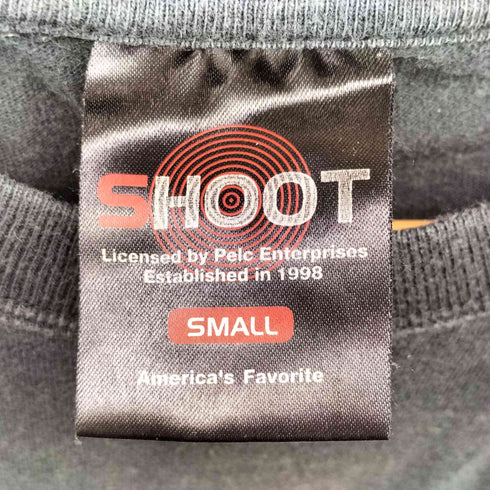 SHOOT
Licensed by Pelc Enterprises
Established in 1998
SMALL
America's Favorite